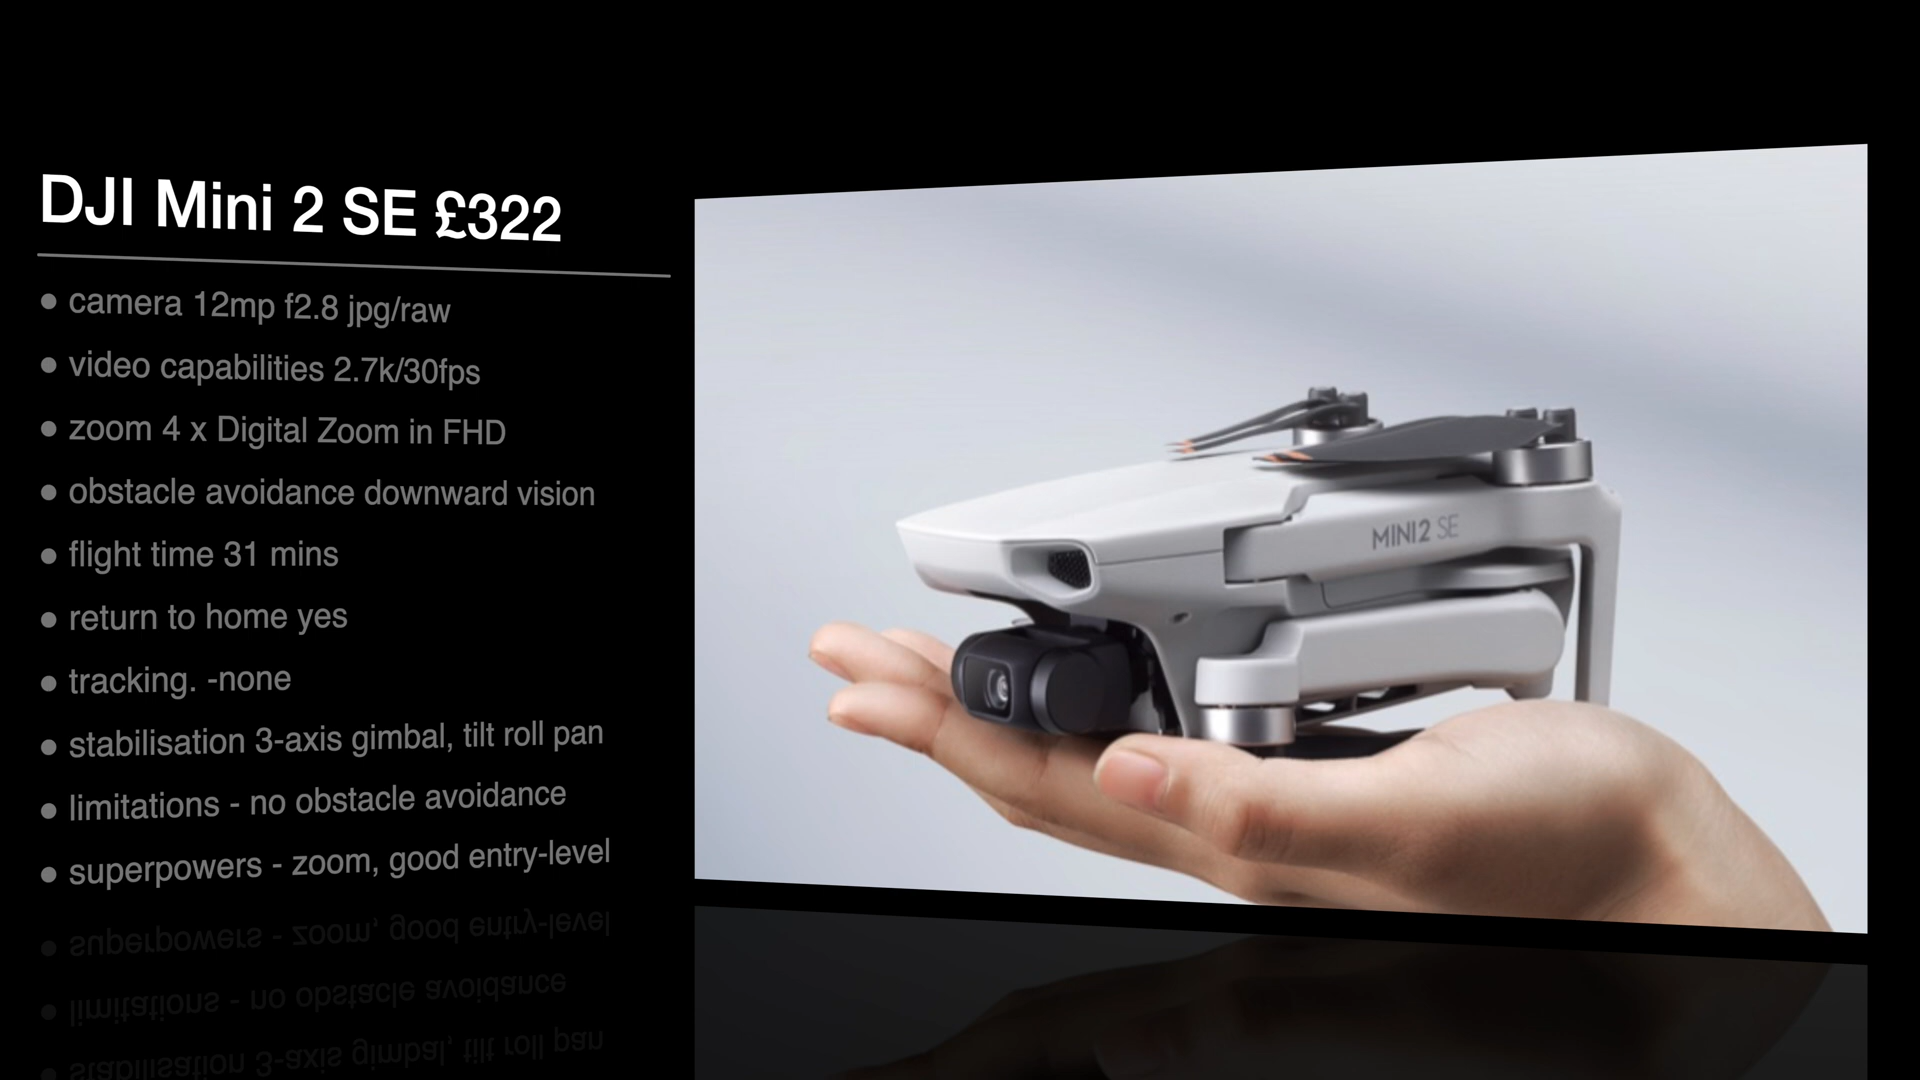 DJI Mini 2 SE £322
• camera 12mp f2.8 jpg/raw
• video capabilities 2.7k/30fps
• zoom 4 x Digital Zoom in FHD
• obstacle avoidance downward vision
• flight time 31 mins
• return to home yes
• tracking. -none
• stabilisation 3-axis gimbal, tilt roll pan
• limitations - no obstacle avoidance
• superpowers - zoom, good entry-level
MINI2 SE